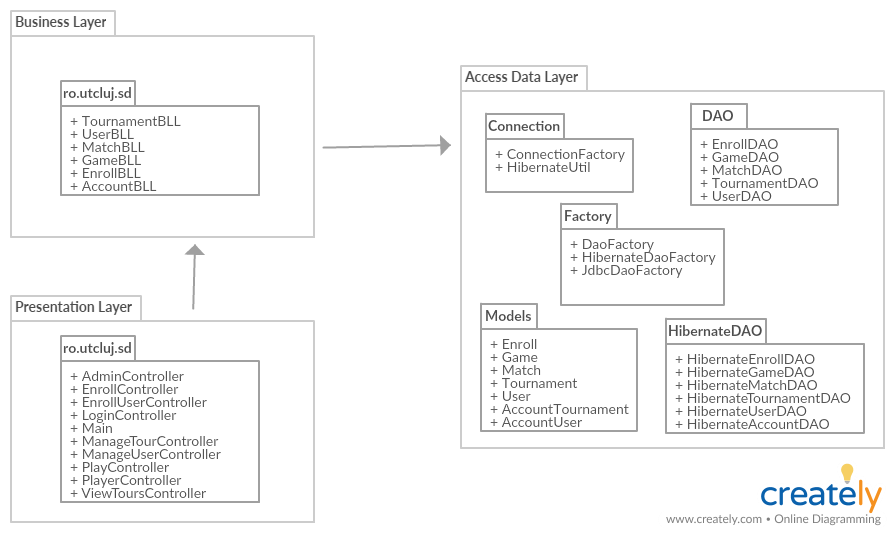 Business Layer
ro.utcluj.sd
+ TournamentBLL
+ UserBLL
+ MatchBLL
+ GameBLL
+ EnrollBLL
+ AccountBLL
Presentation Layer
ro.utcluj.sd
+ AdminController
+ EnrollController
+ EnrollUserController
+ LoginController
+ Main
+ ManageTourController
+ ManageUserController
+ PlayController
+ PlayerController
+ ViewToursController
Access Data Layer
Connection
+ ConnectionFactory
+ HibernateUtil
DAO
+ EnrollDAO
+ GameDAO
+ MatchDAO
+ TournamentDAO
+ UserDAO
Factory
+ DaoFactory
+ HibernateDaoFactory
+ JdbcDaoFactory
Models
+ Enroll
+ Game
+ Match
+ Tournament
+ User
+ AccountTournament
+ AccountUser
HibernateDAO
+ HibernateEnrollDAO
+ HibernateGameDAO
+ HibernateMatchDAO
+ HibernateTournamentDAO
+ HibernateUserDAO
+ HibernateAccountDAO
creately
www.creately.com • Online Diagramming